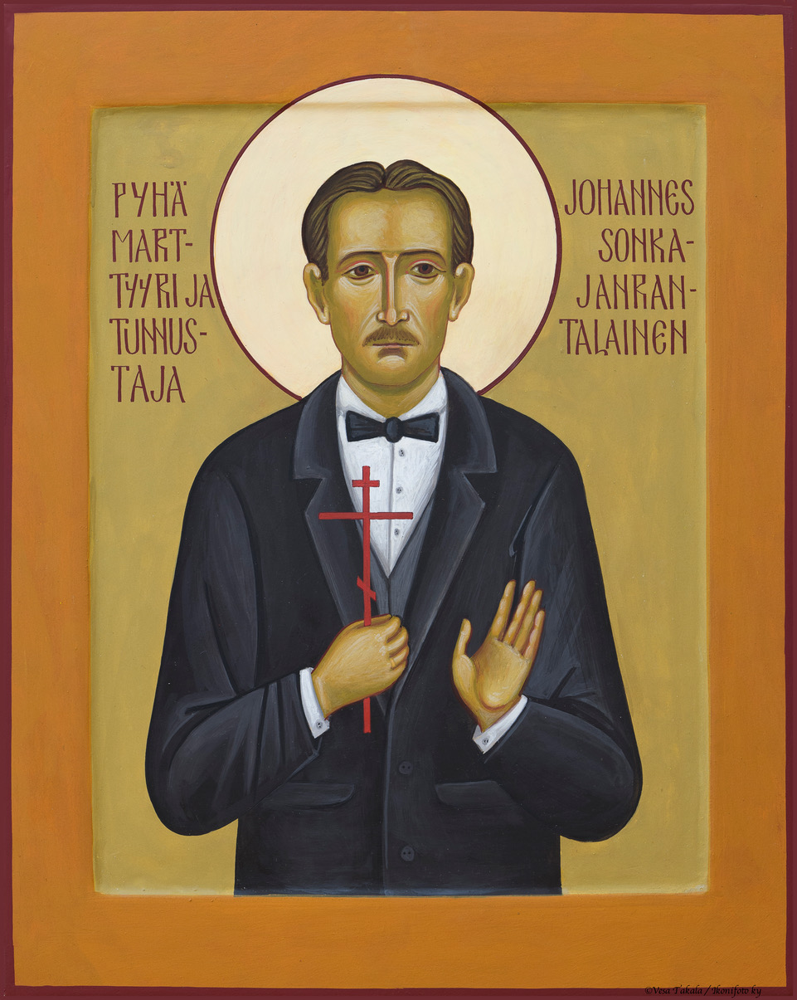 PYHÄ
MART-
TYYRI JA
TUNNUS-
TAJA
JOHANNES
SONKA-
JANRAN-
TALAINEN
©Vesa Takala / Ikonifoto ky